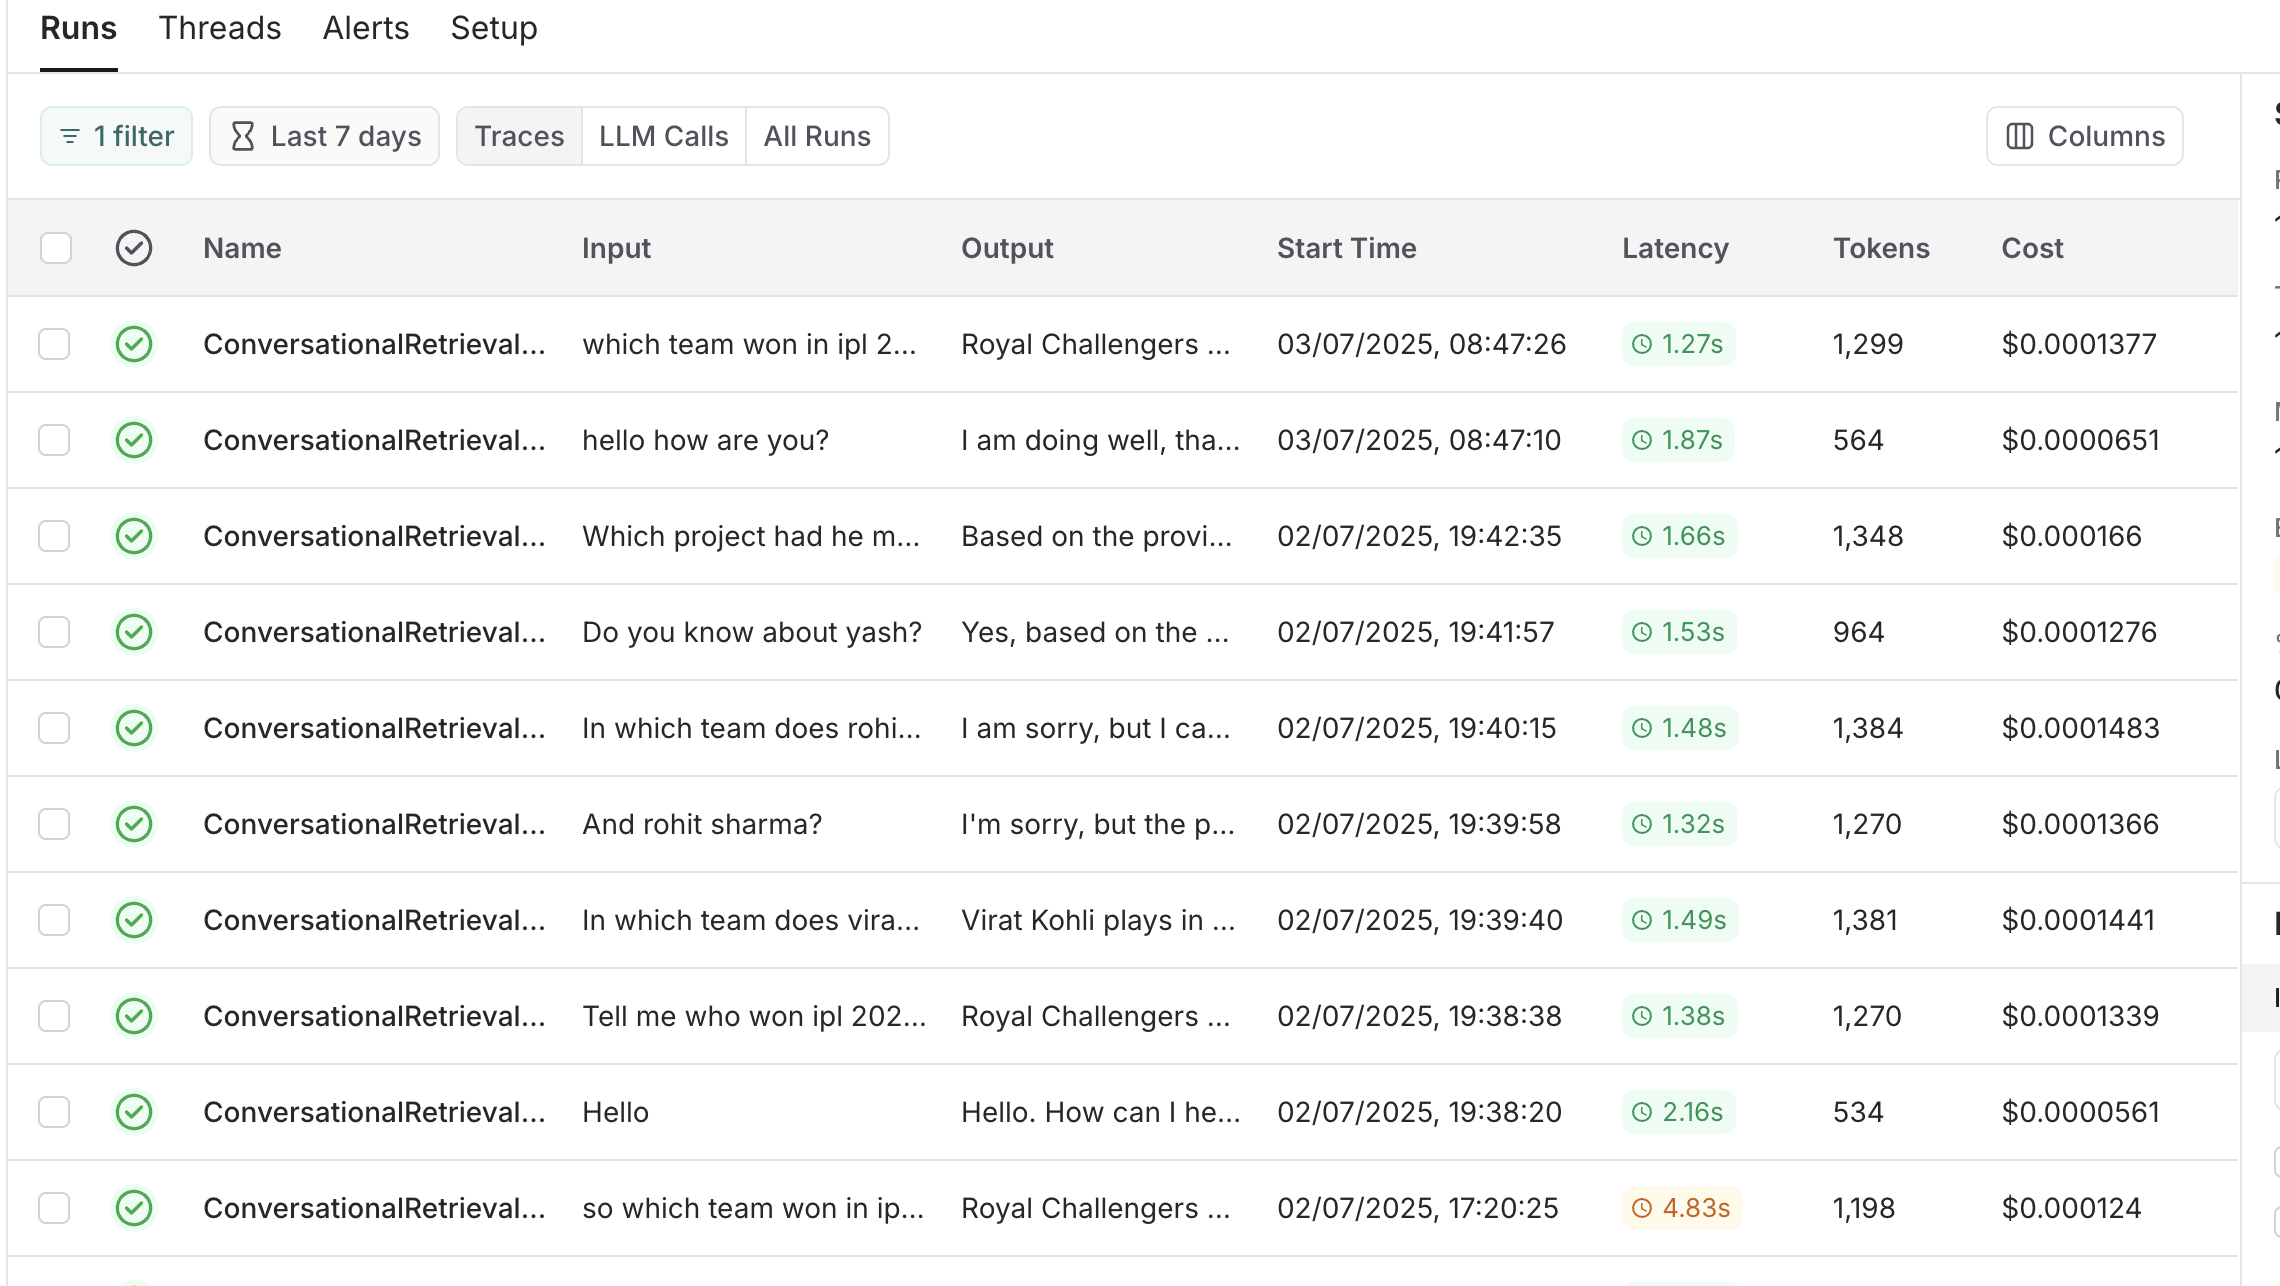 Runs Threads Alerts Setup
1 filter Last 7 days Traces LLM Calls All Runs Columns
Name Input Output Start Time Latency Tokens Cost
ConversationalRetrieval... which team won in ipl 2... Royal Challengers ... 03/07/2025, 08:47:26 1.27s 1,299 $0.0001377
ConversationalRetrieval... hello how are you? I am doing well, tha... 03/07/2025, 08:47:10 1.87s 564 $0.0000651
ConversationalRetrieval... Which project had he m... Based on the provi... 02/07/2025, 19:42:35 1.66s 1,348 $0.000166
ConversationalRetrieval... Do you know about yash? Yes, based on the ... 02/07/2025, 19:41:57 1.53s 964 $0.0001276
ConversationalRetrieval... In which team does rohi... I am sorry, but I ca... 02/07/2025, 19:40:15 1.48s 1,384 $0.0001483
ConversationalRetrieval... And rohit sharma? I'm sorry, but the p... 02/07/2025, 19:39:58 1.32s 1,270 $0.0001366
ConversationalRetrieval... In which team does vira... Virat Kohli plays in ... 02/07/2025, 19:39:40 1.49s 1,381 $0.0001441
ConversationalRetrieval... Tell me who won ipl 202... Royal Challengers ... 02/07/2025, 19:38:38 1.38s 1,270 $0.0001339
ConversationalRetrieval... Hello Hello. How can I he... 02/07/2025, 19:38:20 2.16s 534 $0.0000561
ConversationalRetrieval... so which team won in ip... Royal Challengers ... 02/07/2025, 17:20:25 4.83s 1,198 $0.000124